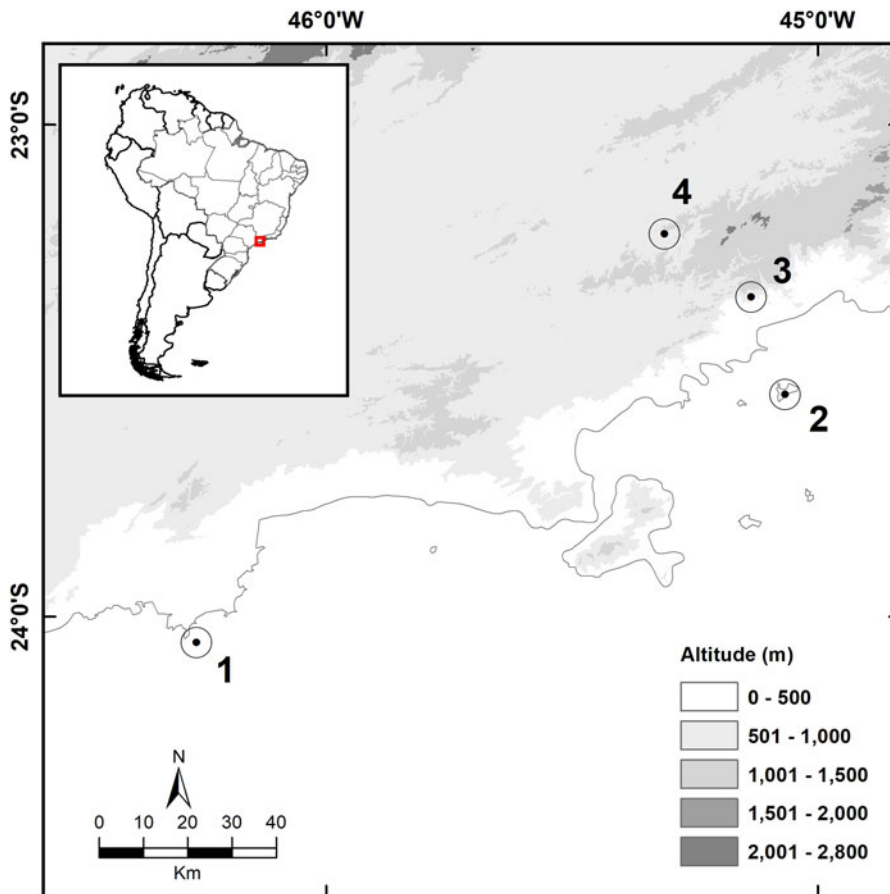 46°0'W
45°0'W
23°0'S
4
3
2
24°0'S
1
Altitude (m)
0 - 500
501 - 1,000
1,001 - 1,500
1,501 - 2,000
2,001 - 2,800
N
0 10 20 30 40
Km